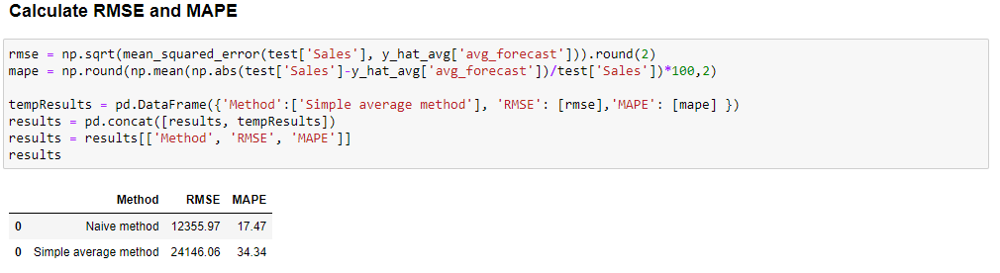 Calculate RMSE and MAPE
rmse = np.sqrt(mean_squared_error(test['Sales'], y_hat_avg['avg_forecast'])).round(2)
mape = np.round(np.mean(np.abs(test['Sales']-y_hat_avg['avg_forecast'])/test['Sales'])*100,2)
tempResults = pd.DataFrame({'Method':['Simple average method'], 'RMSE': [rmse],'MAPE': [mape] })
results = pd.concat([results, tempResults])
results = results[['Method', 'RMSE', 'MAPE']]
results
Method RMSE MAPE
0 Naive method 12355.97 17.47
0 Simple average method 24146.06 34.34